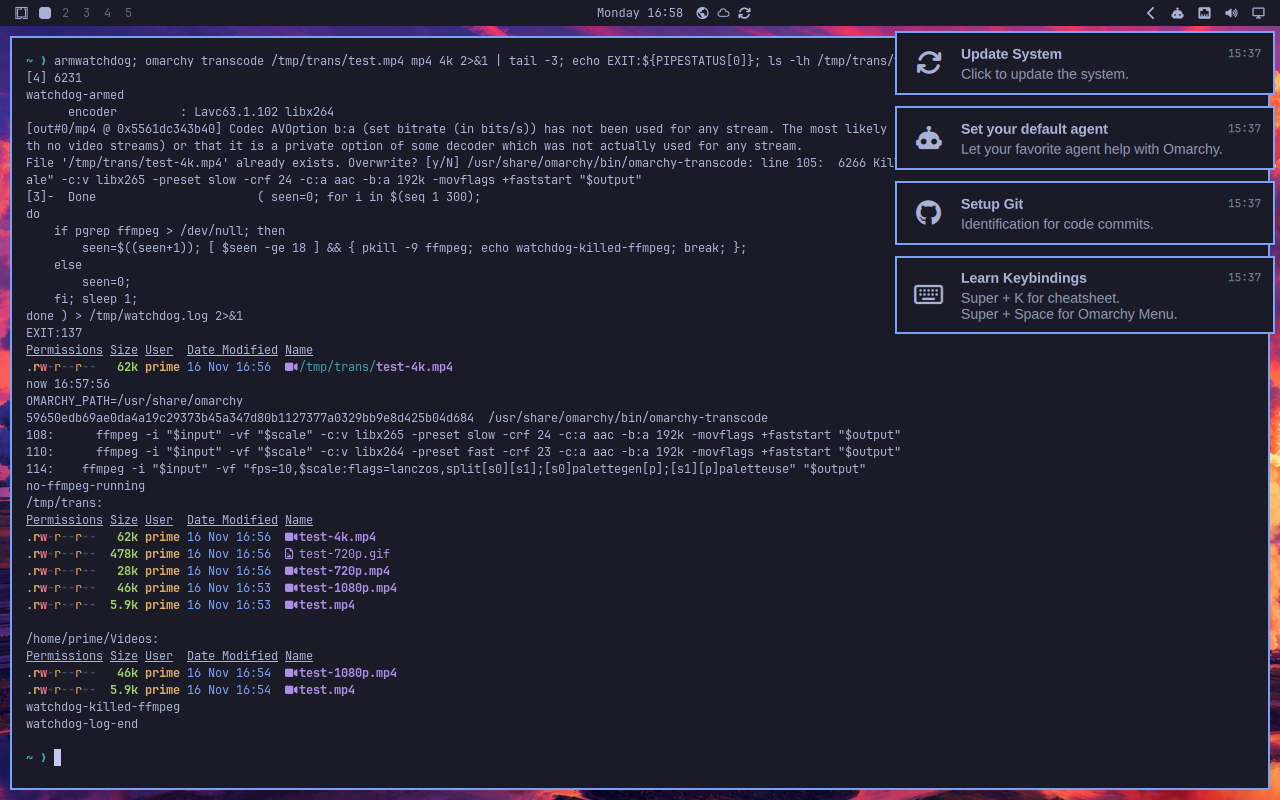 2 3 4 5
Monday 16:58
~ ❯ armwatchdog; omarchy transcode /tmp/trans/test.mp4 mp4 4k 2>&1 | tail -3; echo EXIT:${PIPESTATUS[0]}; ls -lh /tmp/trans/
[4] 6231
watchdog-armed
encoder : Lavc63.1.102 libx264
[out#0/mp4 @ 0x5561dc343b40] Codec AVOption b:a (set bitrate (in bits/s)) has not been used for any stream. The most likely
th no video streams) or that it is a private option of some decoder which was not actually used for any stream.
File '/tmp/trans/test-4k.mp4' already exists. Overwrite? [y/N] /usr/share/omarchy/bin/omarchy-transcode: line 105: 6266 Kil
ale" -c:v libx265 -preset slow -crf 24 -c:a aac -b:a 192k -movflags +faststart "$output"
[3]- Done ( seen=0; for i in $(seq 1 300);
do
if pgrep ffmpeg > /dev/null; then
seen=$((seen+1)); [ $seen -ge 18 ] && { pkill -9 ffmpeg; echo watchdog-killed-ffmpeg; break; };
else
seen=0;
fi; sleep 1;
done ) > /tmp/watchdog.log 2>&1
EXIT:137
Permissions Size User Date Modified Name
.rw-r--r-- 62k prime 16 Nov 16:56 /tmp/trans/test-4k.mp4
now 16:57:56
OMARCHY_PATH=/usr/share/omarchy
59650edb69ae0da4a19c29373b45a347d80b1127377a0329bb9e8d425b04d684 /usr/share/omarchy/bin/omarchy-transcode
108: ffmpeg -i "$input" -vf "$scale" -c:v libx265 -preset slow -crf 24 -c:a aac -b:a 192k -movflags +faststart "$output"
110: ffmpeg -i "$input" -vf "$scale" -c:v libx264 -preset fast -crf 23 -c:a aac -b:a 192k -movflags +faststart "$output"
114: ffmpeg -i "$input" -vf "fps=10,$scale:flags=lanczos,split[s0][s1];[s0]palettegen[p];[s1][p]paletteuse" "$output"
no-ffmpeg-running
/tmp/trans:
Permissions Size User Date Modified Name
.rw-r--r-- 62k prime 16 Nov 16:56 test-4k.mp4
.rw-r--r-- 478k prime 16 Nov 16:56 test-720p.gif
.rw-r--r-- 28k prime 16 Nov 16:56 test-720p.mp4
.rw-r--r-- 46k prime 16 Nov 16:53 test-1080p.mp4
.rw-r--r-- 5.9k prime 16 Nov 16:53 test.mp4
/home/prime/Videos:
Permissions Size User Date Modified Name
.rw-r--r-- 46k prime 16 Nov 16:54 test-1080p.mp4
.rw-r--r-- 5.9k prime 16 Nov 16:54 test.mp4
watchdog-killed-ffmpeg
watchdog-log-end
~ ❯
Update System 15:37
Click to update the system.
Set your default agent 15:37
Let your favorite agent help with Omarchy.
Setup Git 15:37
Identification for code commits.
Learn Keybindings 15:37
Super + K for cheatsheet.
Super + Space for Omarchy Menu.